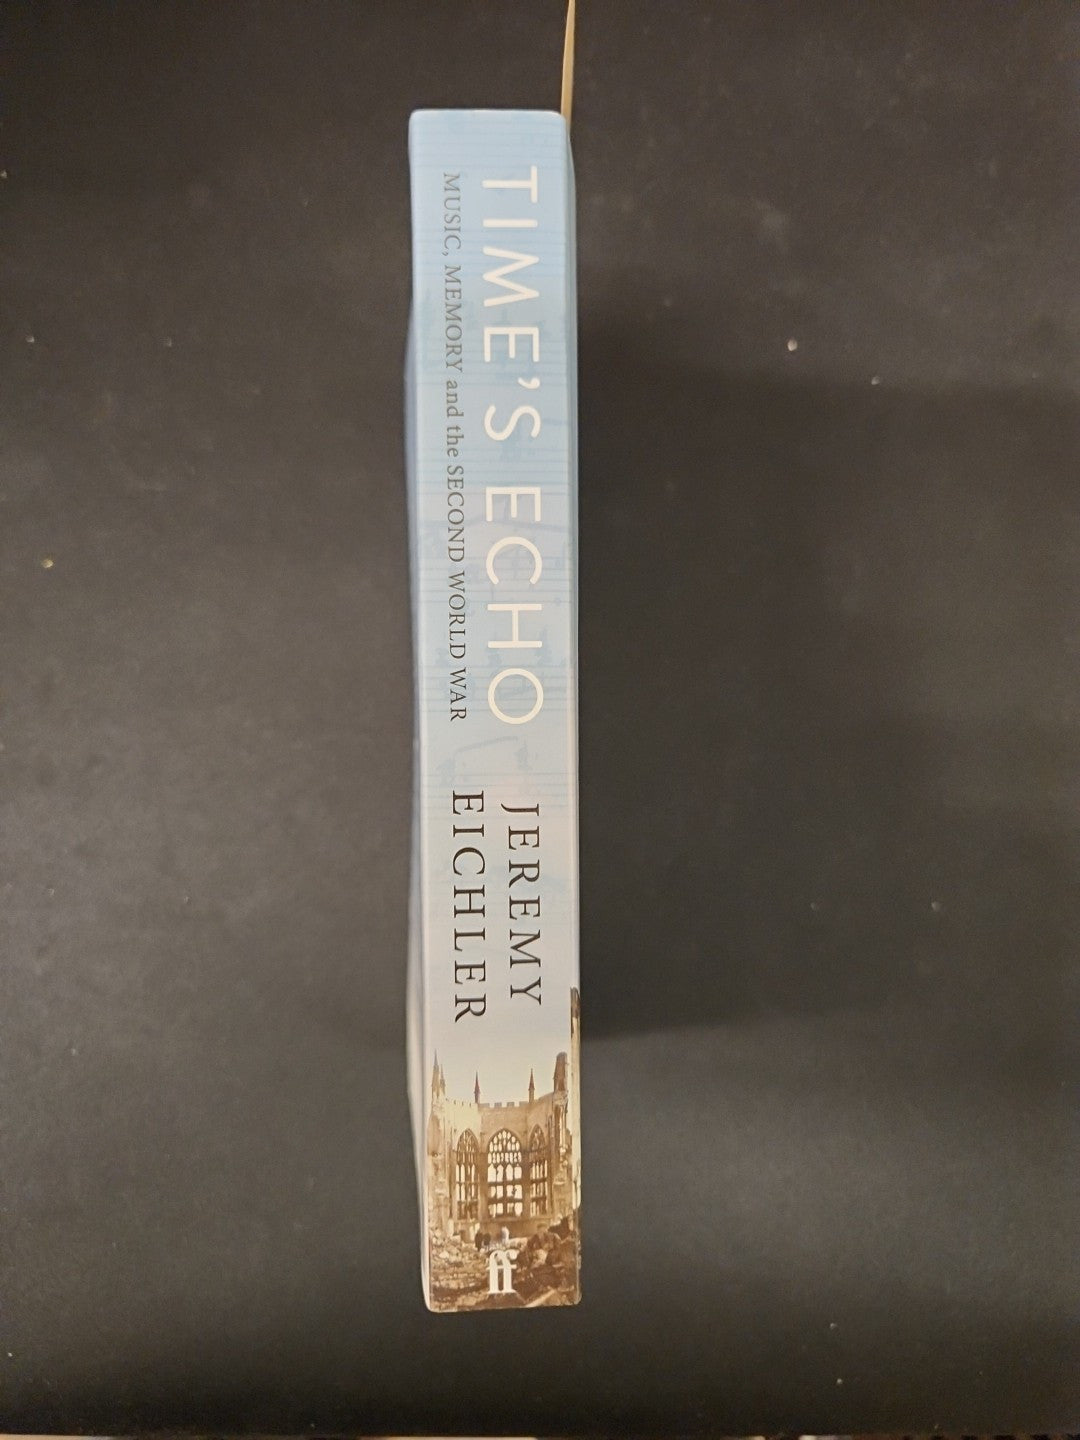 TIME'S ECHO
MUSIC, MEMORY and the SECOND WORLD WAR
JEREMY
EICHLER
ff